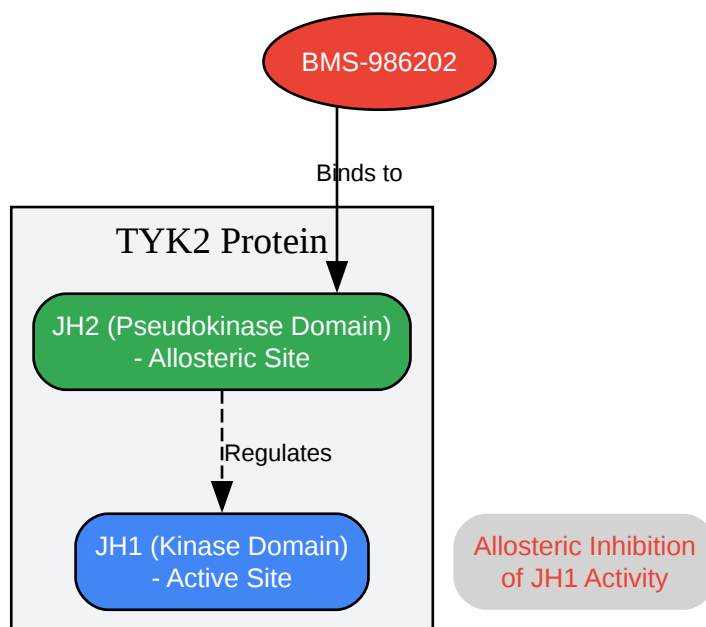 BMS-986202
Binds to
TYK2 Protein
JH2 (Pseudokinase Domain)
- Allosteric Site
Regulates
JH1 (Kinase Domain)
- Active Site
Allosteric Inhibition
of JH1 Activity